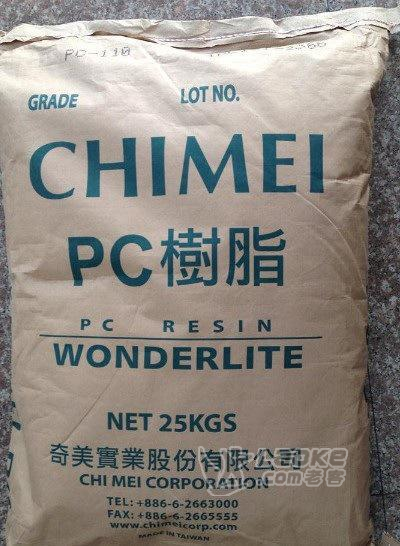 PC-110
GRADE LOT NO.
CHIMEI
PC樹脂
PC RESIN
WONDERLITE
NET 25KGS
奇美實業股份有限公司
CHI MEI CORPORATION
TEL: +886-6-2663000
FAX: +886-6-2665555
www.chimeicorp.com
MADE IN TAIWAN